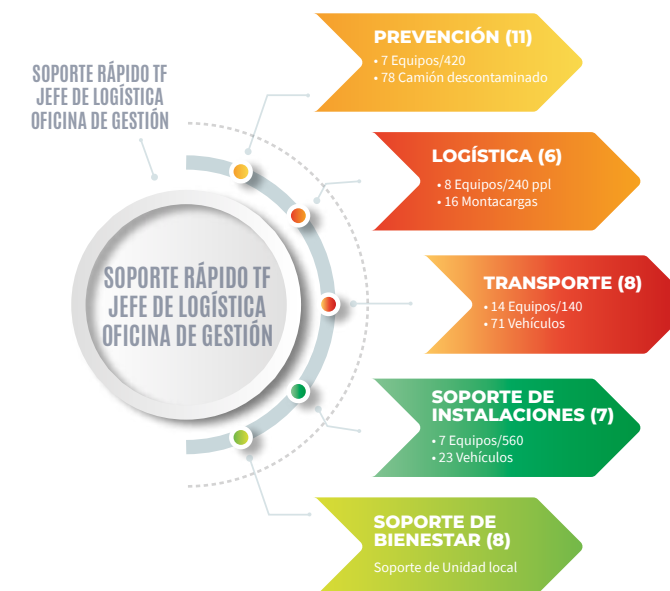 SOPORTE RÁPIDO TF
JEFE DE LOGÍSTICA
OFICINA DE GESTIÓN
SOPORTE RÁPIDO TF
JEFE DE LOGÍSTICA
OFICINA DE GESTIÓN
PREVENCIÓN (11)
• 7 Equipos/420
• 78 Camión descontaminado
LOGÍSTICA (6)
• 8 Equipos/240 ppl
• 16 Montacargas
TRANSPORTE (8)
• 14 Equipos/140
• 71 Vehículos
SOPORTE DE
INSTALACIONES (7)
• 7 Equipos/560
• 23 Vehículos
SOPORTE DE
BIENESTAR (8)
Soporte de Unidad local